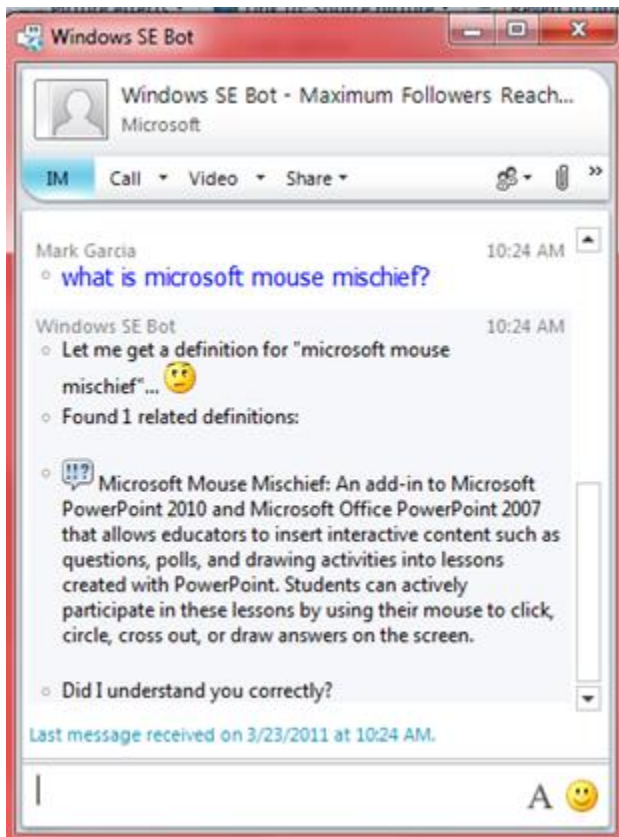 Windows SE Bot
Windows SE Bot - Maximum Followers Reach...
Microsoft
IM Call Video Share
Mark Garcia 10:24 AM
what is microsoft mouse mischief?
Windows SE Bot 10:24 AM
Let me get a definition for "microsoft mouse
mischief"...
Found 1 related definitions:
!!? Microsoft Mouse Mischief: An add-in to Microsoft
PowerPoint 2010 and Microsoft Office PowerPoint 2007
that allows educators to insert interactive content such as
questions, polls, and drawing activities into lessons
created with PowerPoint. Students can actively
participate in these lessons by using their mouse to click,
circle, cross out, or draw answers on the screen.
Did I understand you correctly?
Last message received on 3/23/2011 at 10:24 AM.
A